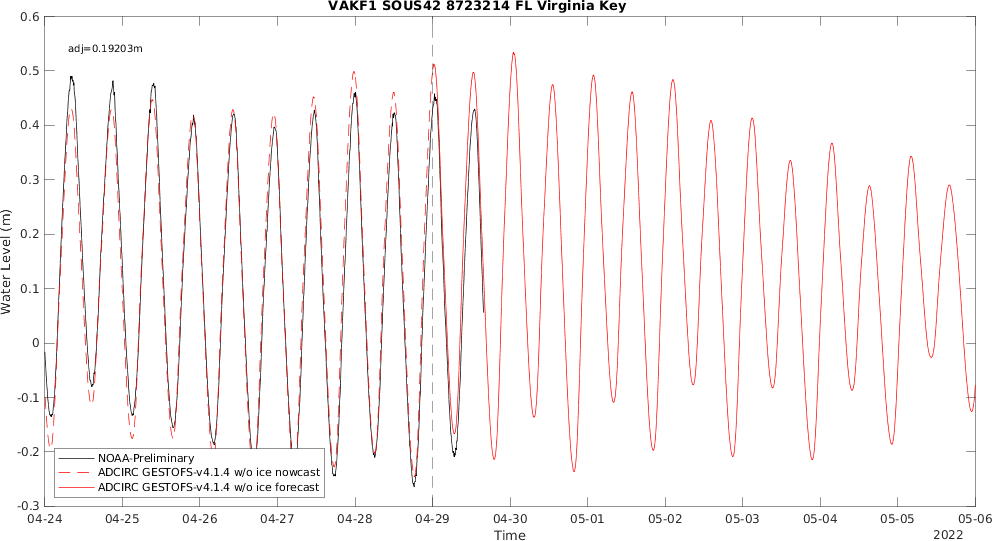 VAKF1 SOUS42 8723214 FL Virginia Key
adj=0.19203m
Water Level (m)
0.6
0.5
0.4
0.3
0.2
0.1
0
-0.1
-0.2
-0.3
NOAA-Preliminary
ADCIRC GESTOFS-v4.1.4 w/o ice nowcast
ADCIRC GESTOFS-v4.1.4 w/o ice forecast
04-24 04-25 04-26 04-27 04-28 04-29 04-30 05-01 05-02 05-03 05-04 05-05 05-06
Time
2022